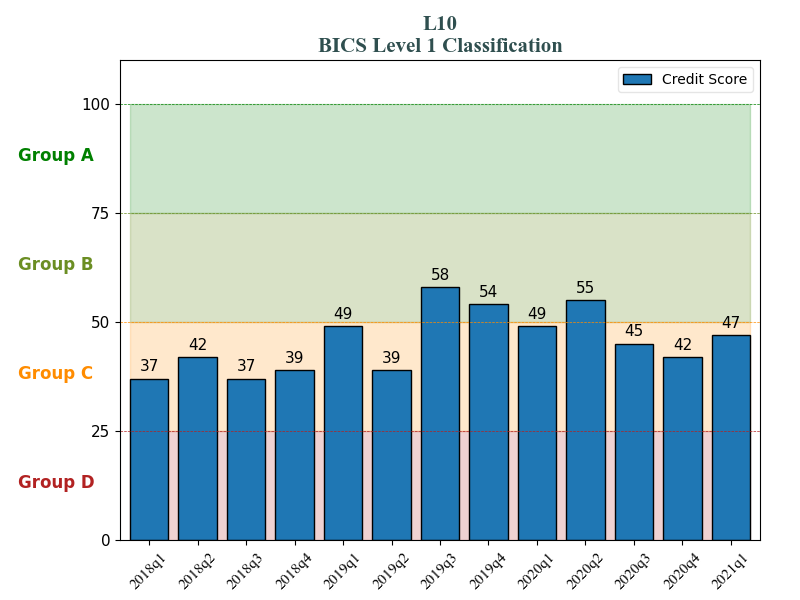 L10
BICS Level 1 Classification
Credit Score
100
Group A
75
Group B
58
55
54
50
49
49
47
45
42
42
39
39
37
37
Group C
25
Group D
0
2018q1
2018q2
2018q3
2018q4
2019q1
2019q2
2019q3
2019q4
2020q1
2020q2
2020q3
2020q4
2021q1